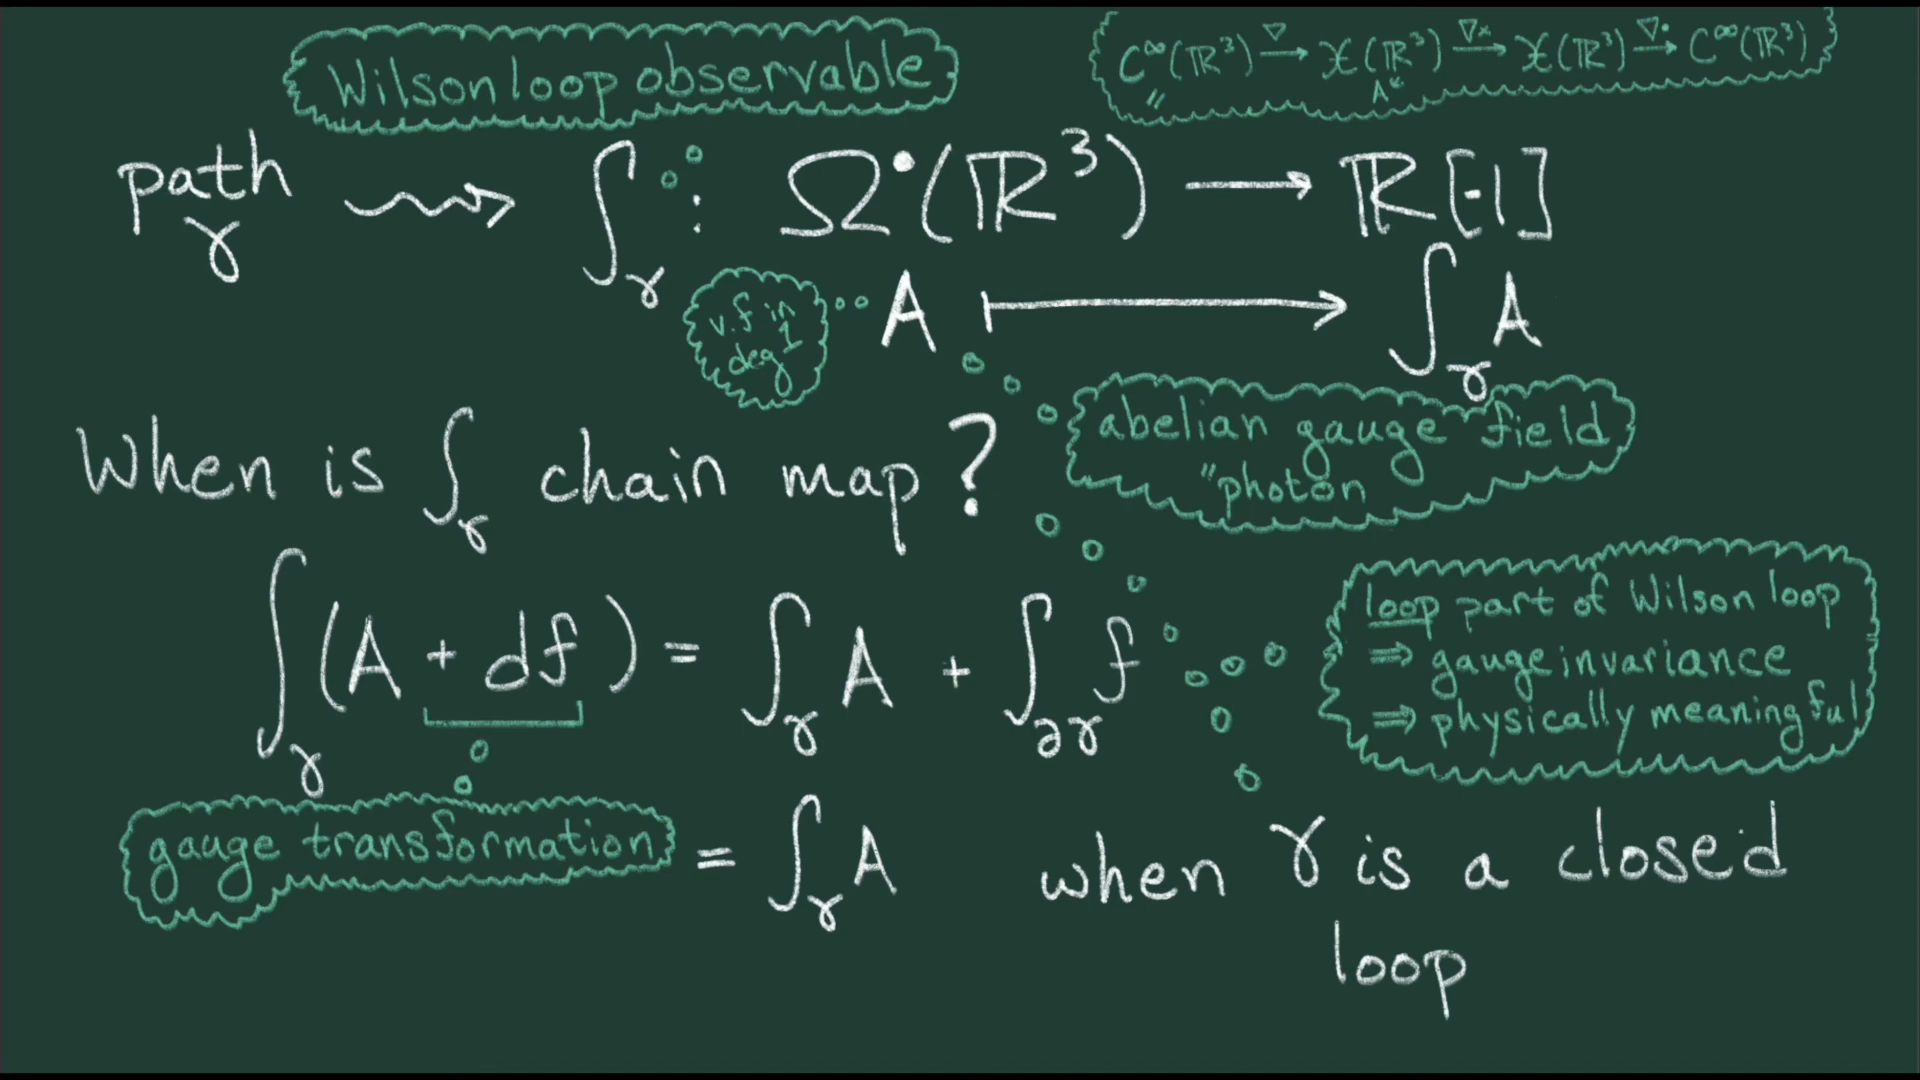 Wilson loop observable
C^∞(ℝ³) →^∇ 𝔛(ℝ³) →^{∇×} 𝔛(ℝ³) →^{∇•} C^∞(ℝ³)
A
path γ ⇝ ∫_γ : Ω^•(ℝ³) → ℝ[-1]
v.f in deg 1
A ↦ ∫_γ A
abelian gauge field
"photon
When is ∫_γ chain map?
loop part of Wilson loop
⇒ gauge invariance
⇒ physically meaningful
∫_γ (A + df) = ∫_γ A + ∫_∂γ f
gauge transformation
= ∫_γ A when γ is a closed
loop